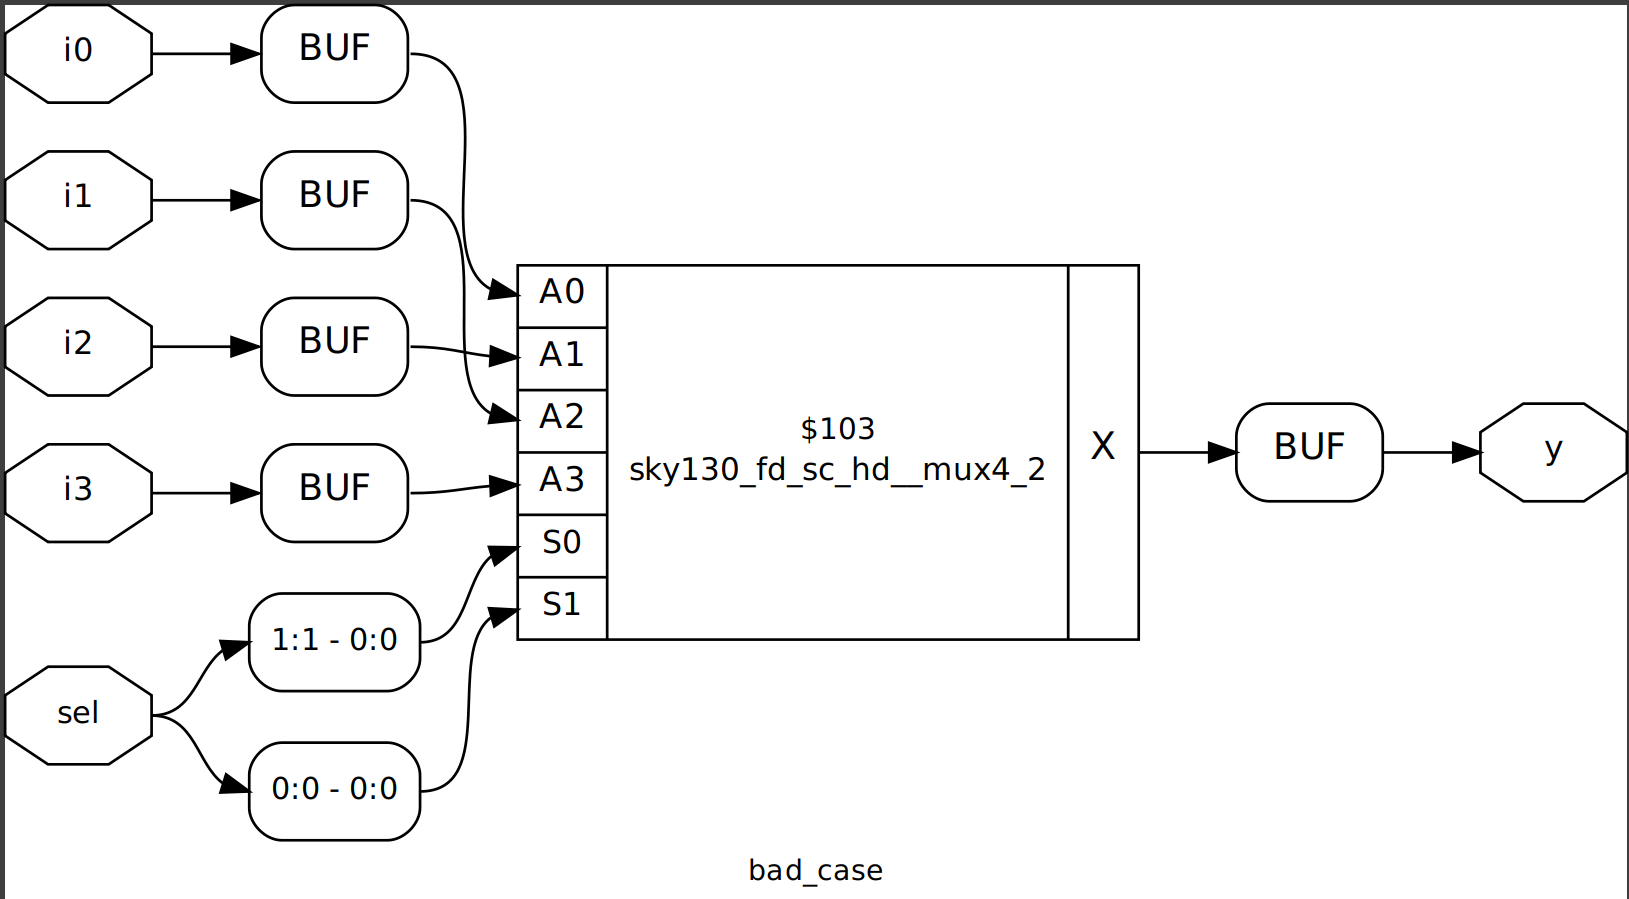 i0
BUF
i1
BUF
i2
BUF
i3
BUF
sel
1:1 - 0:0
0:0 - 0:0
A0
A1
A2
A3
S0
S1
$103
sky130_fd_sc_hd__mux4_2
X
BUF
y
bad_case